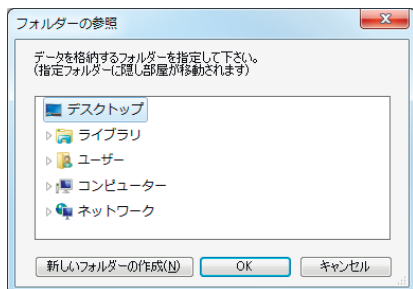 フォルダーの参照
データを格納するフォルダーを指定して下さい。
(指定フォルダーに隠し部屋が移動されます)
デスクトップ
ライブラリ
ユーザー
コンピューター
ネットワーク
新しいフォルダーの作成(N) OK キャンセル